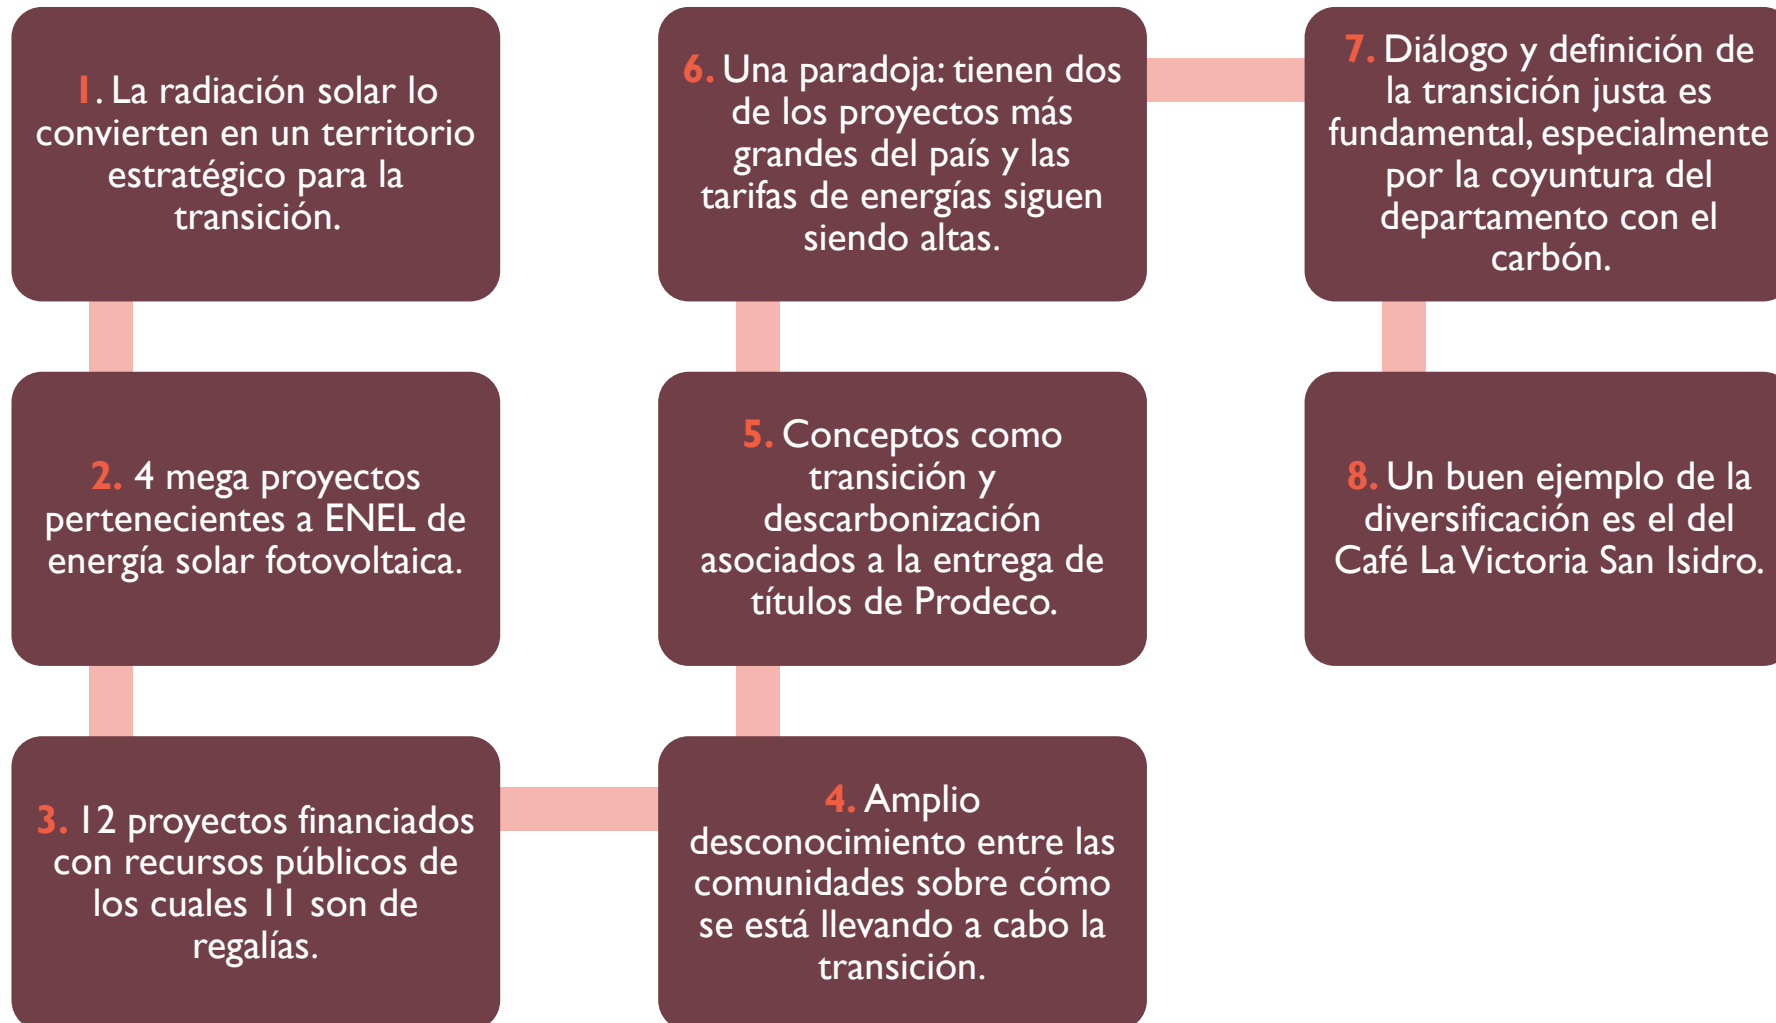 1. La radiación solar lo
convierten en un territorio
estratégico para la
transición.
2. 4 mega proyectos
pertenecientes a ENEL de
energía solar fotovoltaica.
3. 12 proyectos financiados
con recursos públicos de
los cuales 11 son de
regalías.
4. Amplio
desconocimiento entre las
comunidades sobre cómo
se está llevando a cabo la
transición.
5. Conceptos como
transición y
descarbonización
asociados a la entrega de
títulos de Prodeco.
6. Una paradoja: tienen dos
de los proyectos más
grandes del país y las
tarifas de energías siguen
siendo altas.
7. Diálogo y definición de
la transición justa es
fundamental, especialmente
por la coyuntura del
departamento con el
carbón.
8. Un buen ejemplo de la
diversificación es el del
Café La Victoria San Isidro.